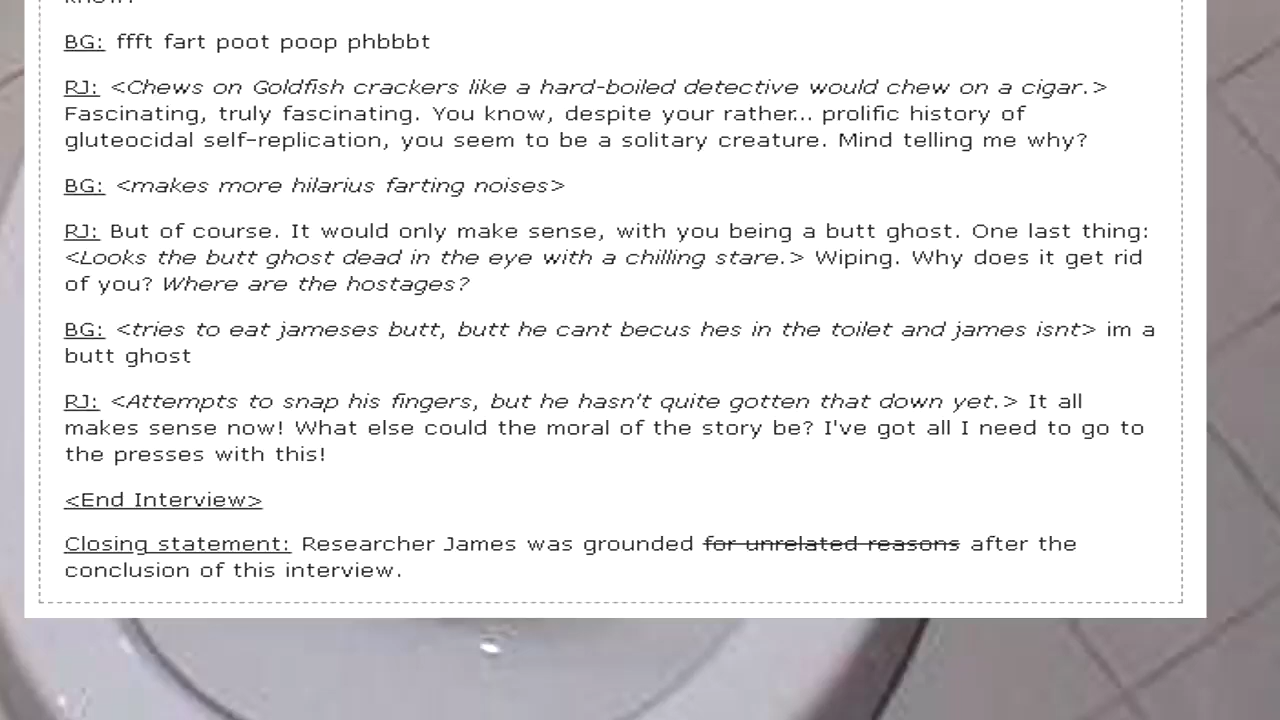 BG: ffft fart poot poop phbbbt
RJ: <Chews on Goldfish crackers like a hard-boiled detective would chew on a cigar.>
Fascinating, truly fascinating. You know, despite your rather... prolific history of
gluteocidal self-replication, you seem to be a solitary creature. Mind telling me why?
BG: <makes more hilarius farting noises>
RJ: But of course. It would only make sense, with you being a butt ghost. One last thing:
<Looks the butt ghost dead in the eye with a chilling stare.> Wiping. Why does it get rid
of you? Where are the hostages?
BG: <tries to eat jameses butt, butt he cant becus hes in the toilet and james isnt> im a
butt ghost
RJ: <Attempts to snap his fingers, but he hasn't quite gotten that down yet.> It all
makes sense now! What else could the moral of the story be? I've got all I need to go to
the presses with this!
<End Interview>
Closing statement: Researcher James was grounded for unrelated reasons after the
conclusion of this interview.